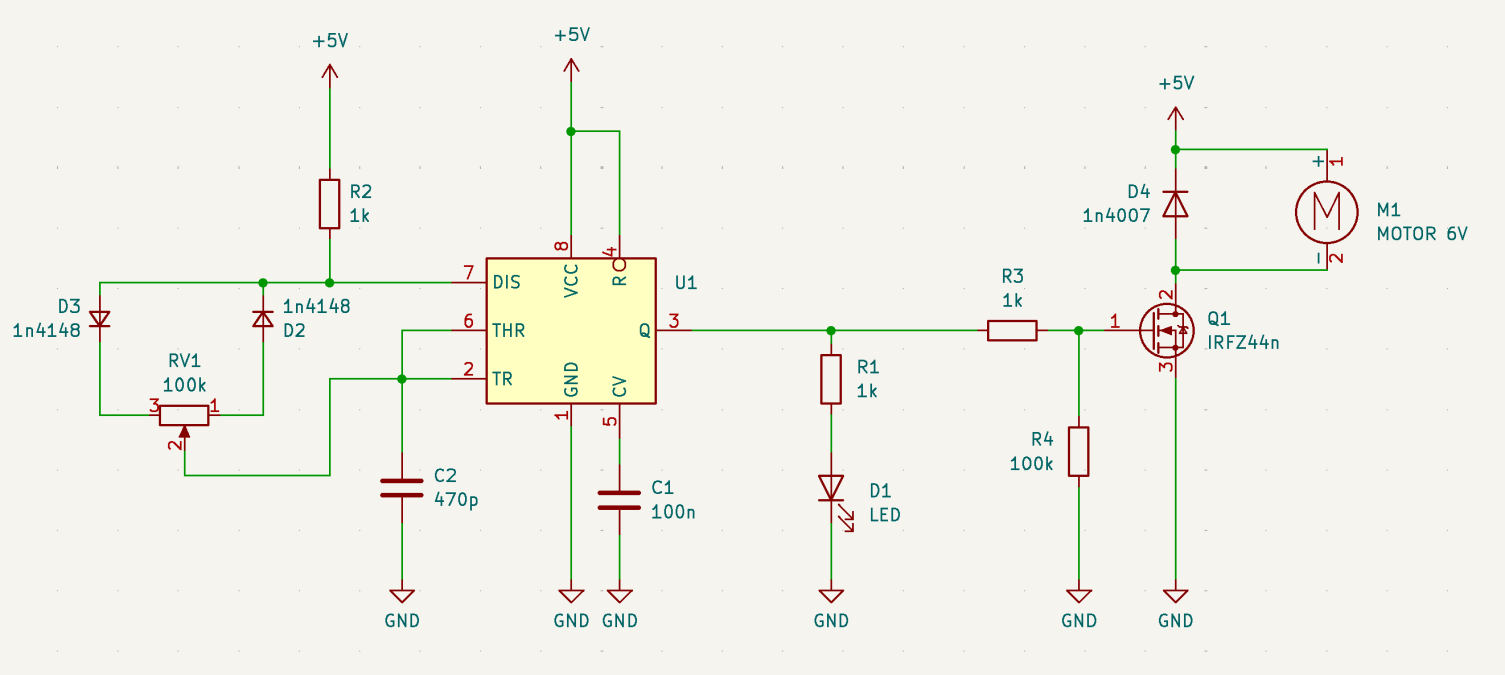 +5V
+5V
+5V
R2
1k
D3
1n4148
1n4148
D2
RV1
100k
3
1
2
7
6
2
8
4
DIS
THR
TR
VCC
R
Q
GND
CV
U1
3
1
5
C2
470p
C1
100n
R1
1k
D1
LED
R3
1k
R4
100k
1
2
3
Q1
IRFZ44n
D4
1n4007
+
1
M
−
2
M1
MOTOR 6V
GND
GND
GND
GND
GND
GND